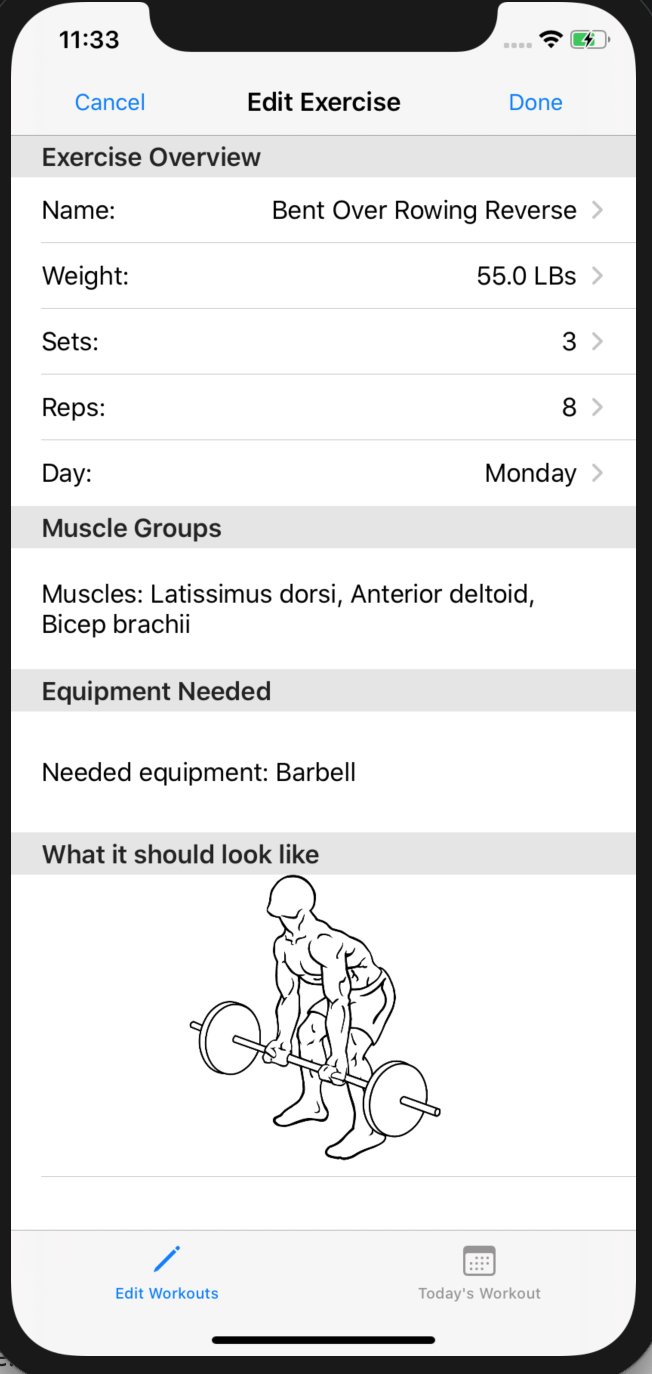 11:33
Cancel Edit Exercise Done
Exercise Overview
Name: Bent Over Rowing Reverse
Weight: 55.0 LBs
Sets: 3
Reps: 8
Day: Monday
Muscle Groups
Muscles: Latissimus dorsi, Anterior deltoid,
Bicep brachii
Equipment Needed
Needed equipment: Barbell
What it should look like
Edit Workouts Today's Workout